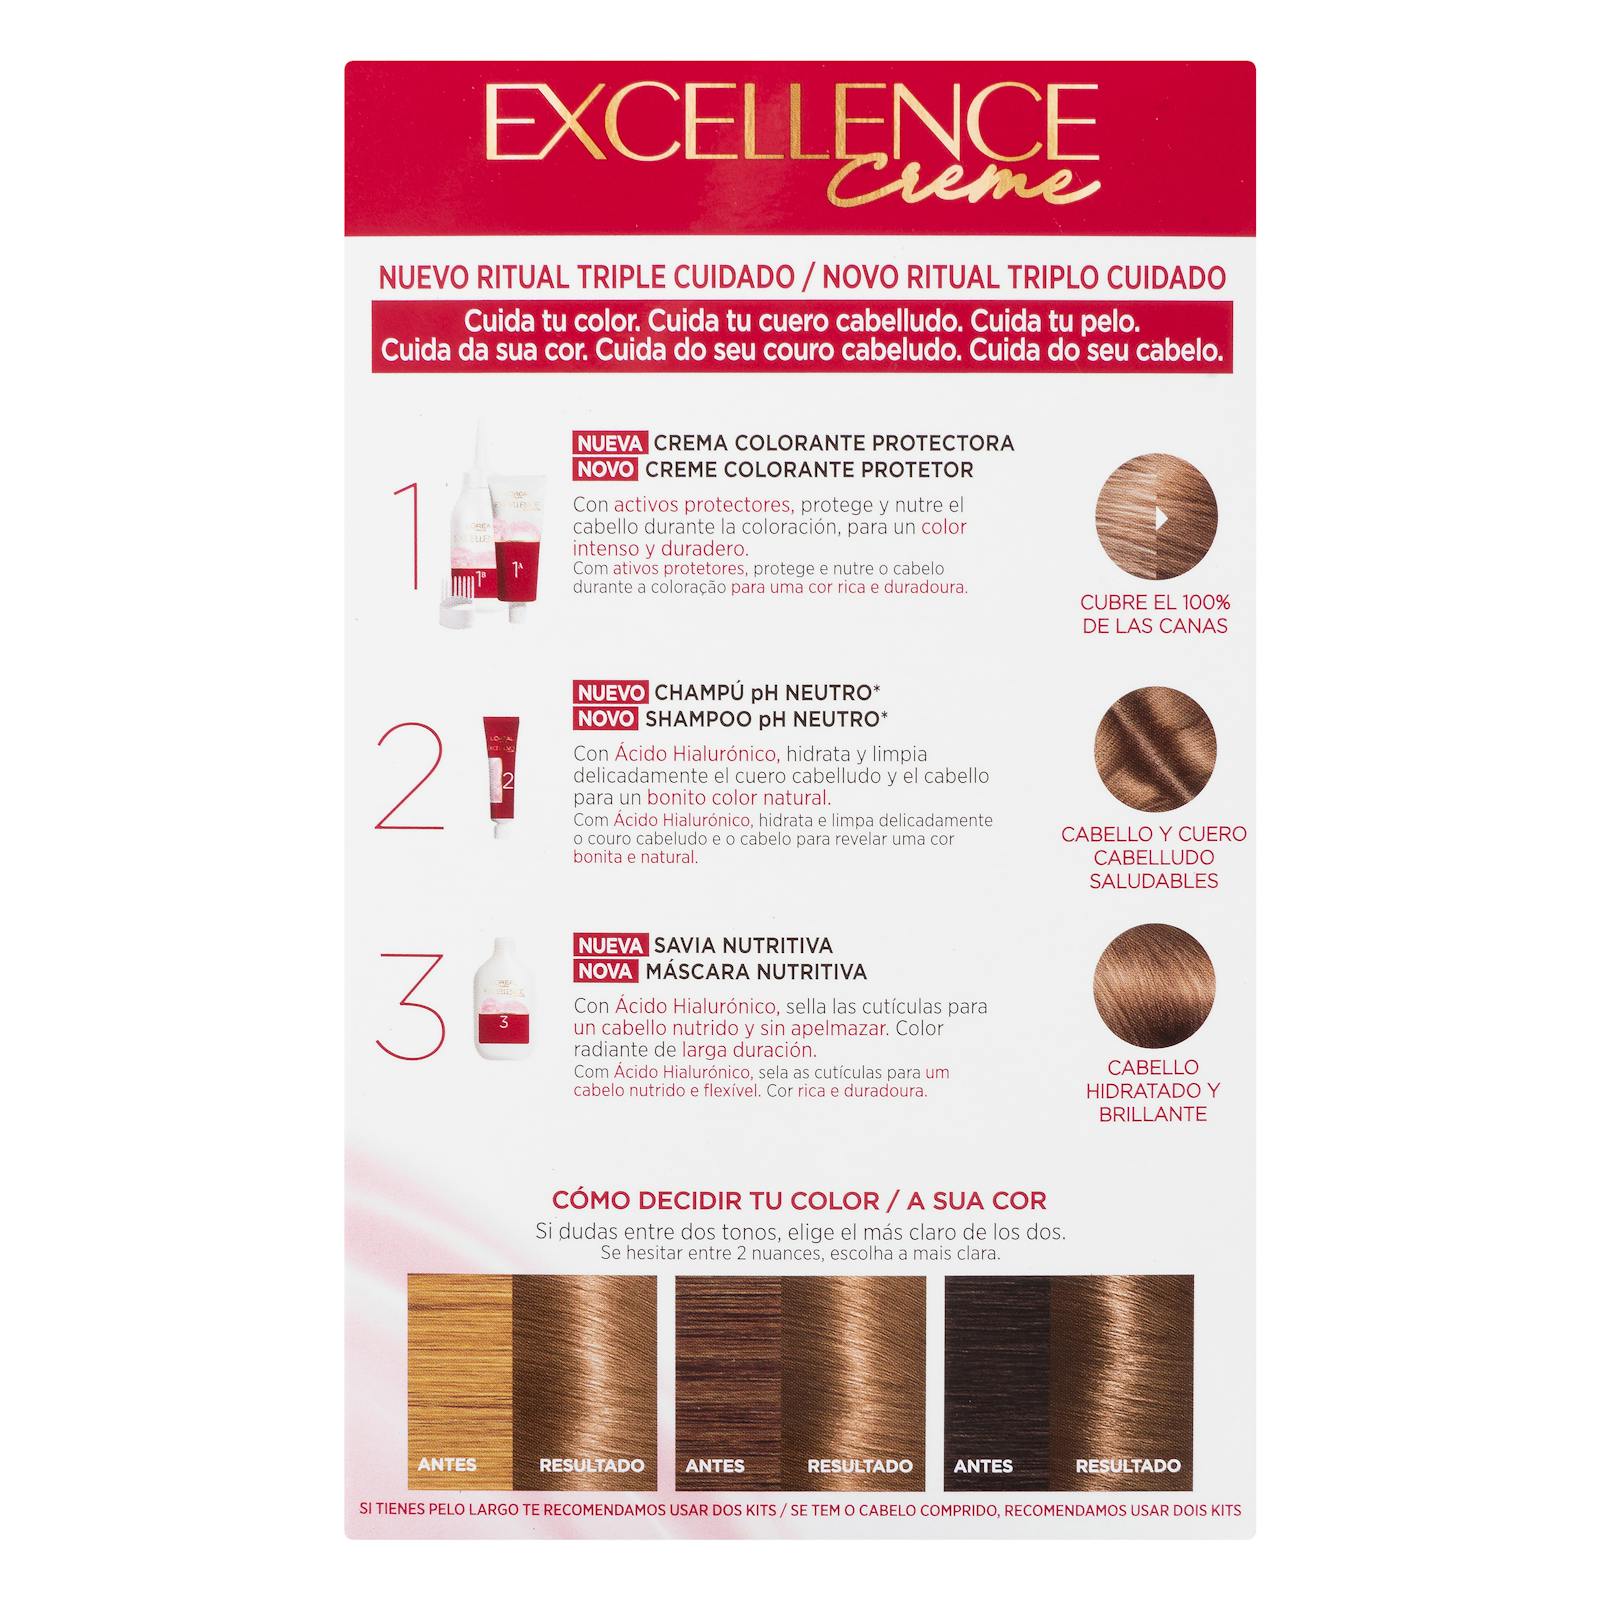 EXCELLENCE
Creme
NUEVO RITUAL TRIPLE CUIDADO / NOVO RITUAL TRIPLO CUIDADO
Cuida tu color. Cuida tu cuero cabelludo. Cuida tu pelo.
Cuida da sua cor. Cuida do seu couro cabeludo. Cuida do seu cabelo.
1
1B
1A
NUEVA CREMA COLORANTE PROTECTORA
NOVO CREME COLORANTE PROTETOR
Con activos protectores, protege y nutre el
cabello durante la coloración, para un color
intenso y duradero.
Com ativos protetores, protege e nutre o cabelo
durante a coloração para uma cor rica e duradoura.
CUBRE EL 100%
DE LAS CANAS
2
2
NUEVO CHAMPÚ pH NEUTRO*
NOVO SHAMPOO pH NEUTRO*
Con Ácido Hialurónico, hidrata y limpia
delicadamente el cuero cabelludo y el cabello
para un bonito color natural.
Com Ácido Hialurónico, hidrata e limpa delicadamente
o couro cabeludo e o cabelo para revelar uma cor
bonita e natural.
CABELLO Y CUERO
CABELLUDO
SALUDABLES
3
3
NUEVA SAVIA NUTRITIVA
NOVA MÁSCARA NUTRITIVA
Con Ácido Hialurónico, sella las cutículas para
un cabello nutrido y sin apelmazar. Color
radiante de larga duración.
Com Ácido Hialurónico, sela as cutículas para um
cabelo nutrido e flexível. Cor rica e duradoura.
CABELLO
HIDRATADO Y
BRILLANTE
CÓMO DECIDIR TU COLOR / A SUA COR
Si dudas entre dos tonos, elige el más claro de los dos.
Se hesitar entre 2 nuances, escolha a mais clara.
ANTES RESULTADO ANTES RESULTADO ANTES RESULTADO
SI TIENES PELO LARGO TE RECOMENDAMOS USAR DOS KITS / SE TEM O CABELO COMPRIDO, RECOMENDAMOS USAR DOIS KITS